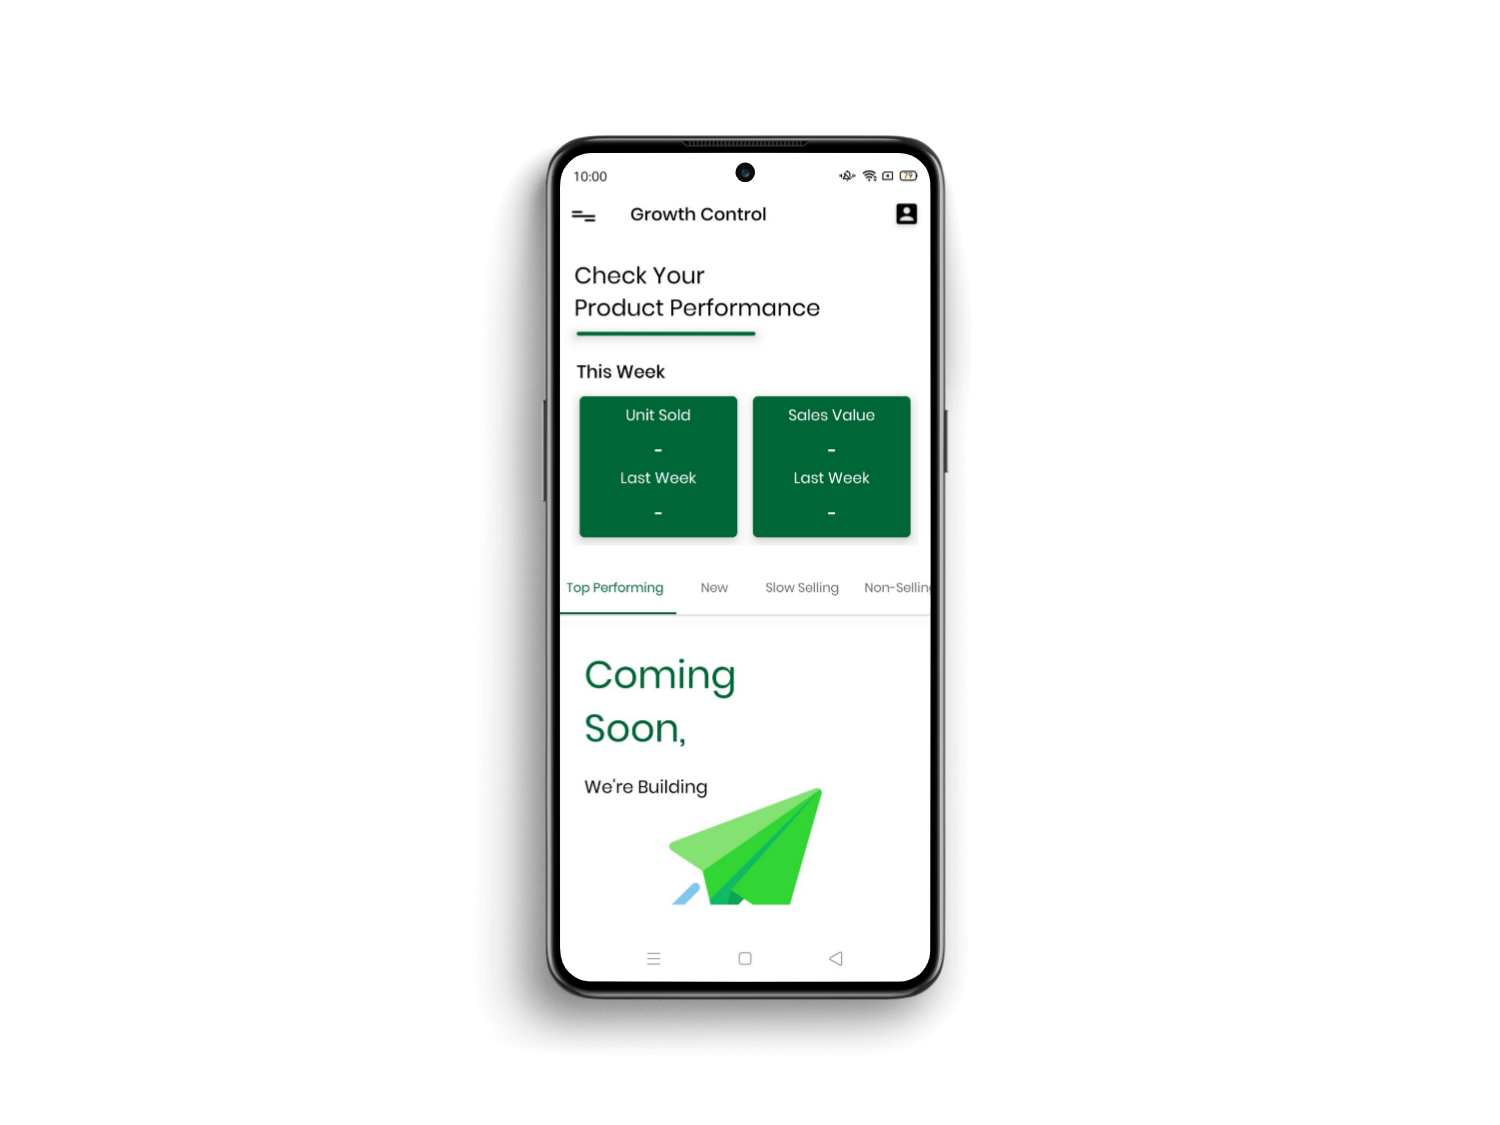 10:00
79
Growth Control
Check Your
Product Performance
This Week
Unit Sold
-
Last Week
-
Sales Value
-
Last Week
-
Top Performing
New
Slow Selling
Non-Sellin
Coming
Soon,
We're Building